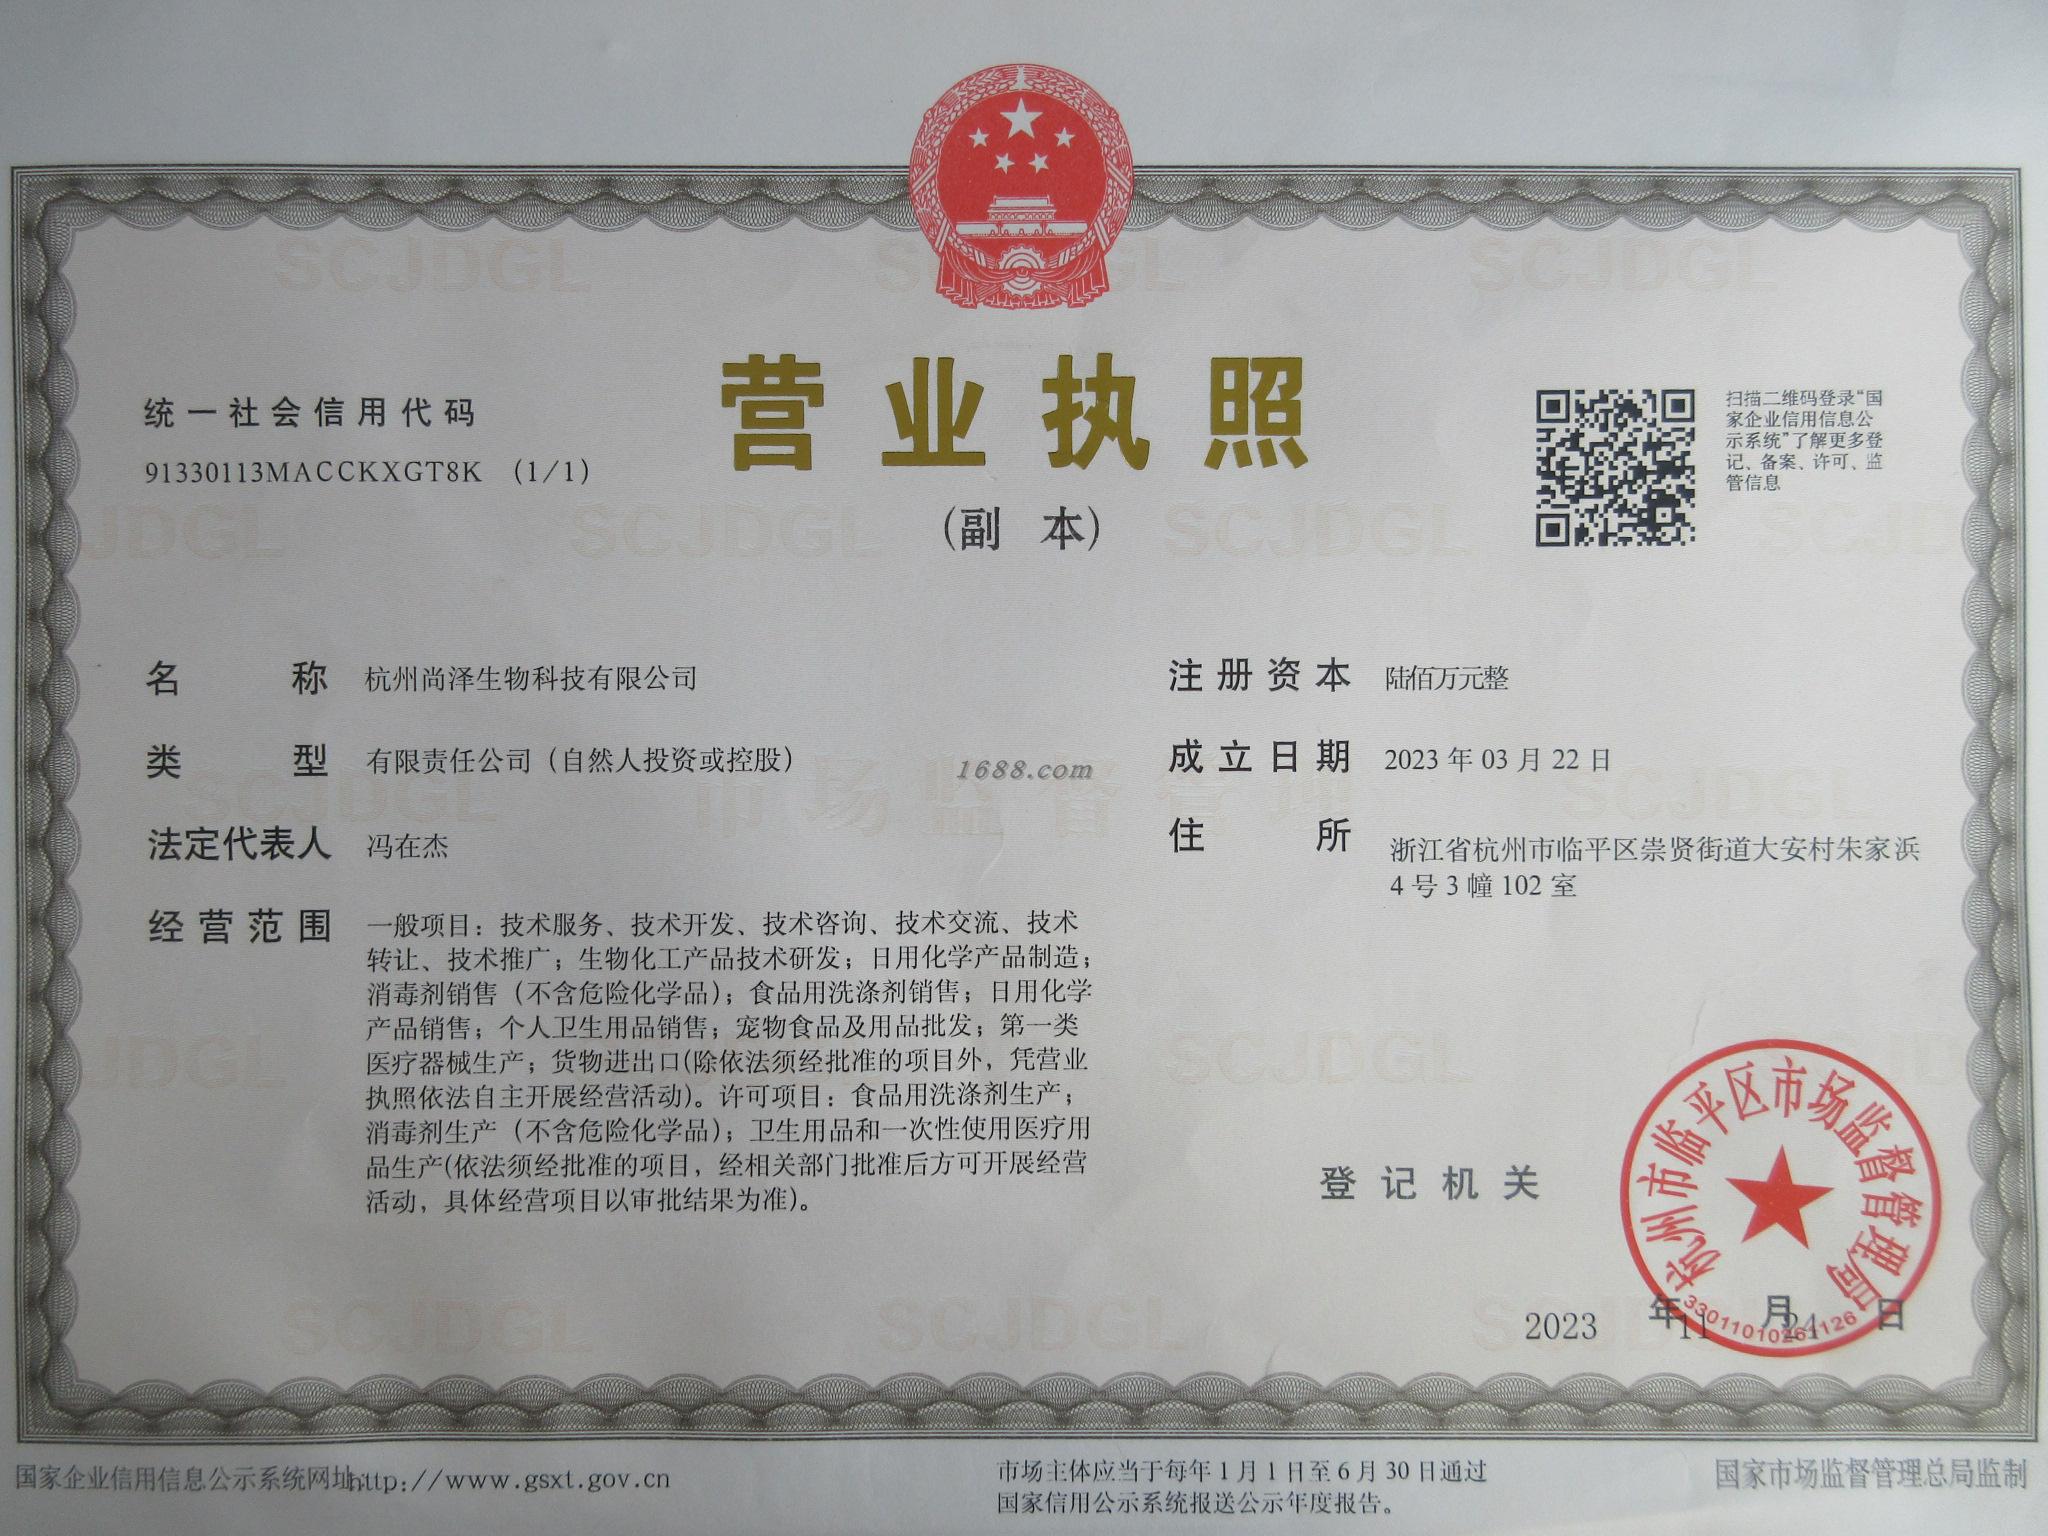 营业执照
(副 本)
统一社会信用代码
91330113MACCKXGT8K (1/1)
扫描二维码登录“国
家企业信用信息公
示系统”了解更多登
记、备案、许可、监
管信息
名 称 杭州尚泽生物科技有限公司
类 型 有限责任公司（自然人投资或控股）
法定代表人 冯在杰
经营范围 一般项目：技术服务、技术开发、技术咨询、技术交流、技术
转让、技术推广；生物化工产品技术研发；日用化学产品制造；
消毒剂销售（不含危险化学品）；食品用洗涤剂销售；日用化学
产品销售；个人卫生用品销售；宠物食品及用品批发；第一类
医疗器械生产；货物进出口(除依法须经批准的项目外，凭营业
执照依法自主开展经营活动)。许可项目：食品用洗涤剂生产；
消毒剂生产（不含危险化学品）；卫生用品和一次性使用医疗用
品生产(依法须经批准的项目，经相关部门批准后方可开展经营
活动，具体经营项目以审批结果为准)。
注册资本 陆佰万元整
成立日期 2023 年 03 月 22 日
住 所 浙江省杭州市临平区崇贤街道大安村朱家浜
4 号 3 幢 102 室
1688.com
登记机关
杭州市临平区市场监督管理局
2023 年 11 月 24 日
国家企业信用信息公示系统网址:http://www.gsxt.gov.cn
市场主体应当于每年 1 月 1 日至 6 月 30 日通过
国家信用公示系统报送公示年度报告。
国家市场监督管理总局监制
SCJDGL
市场监督管理